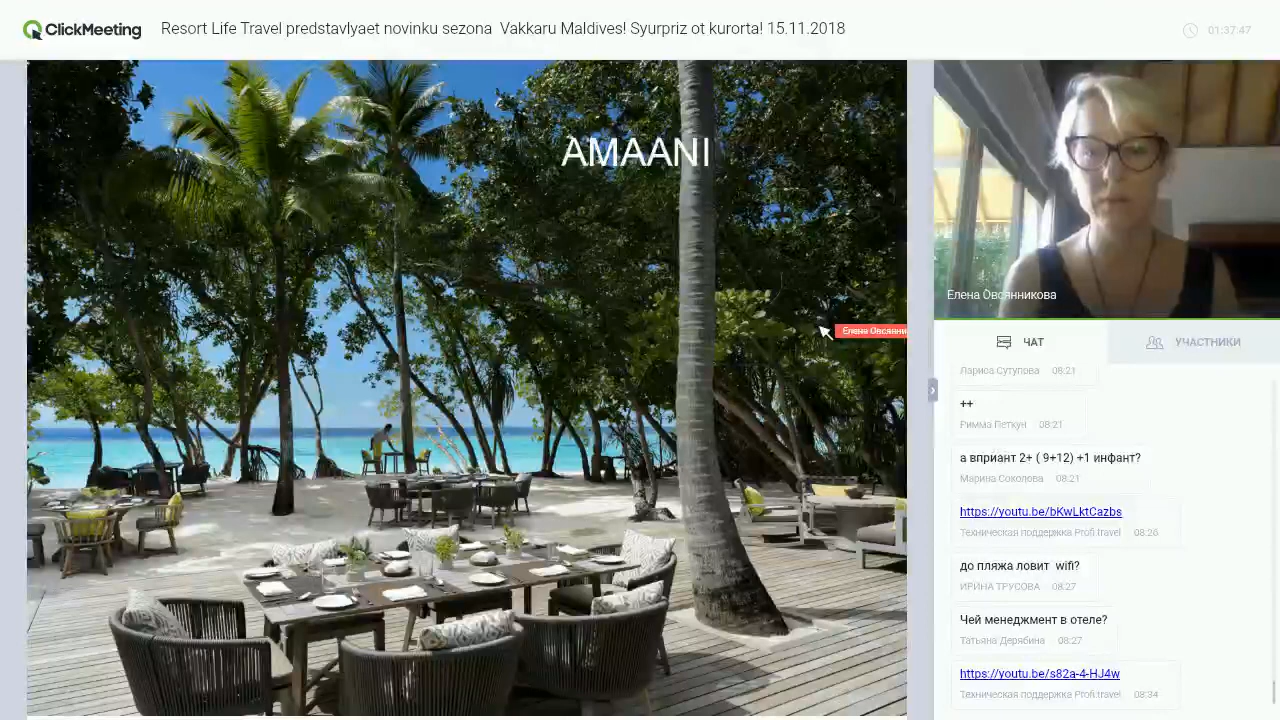 ClickMeeting
Resort Life Travel predstavlyaet novinku sezona Vakkaru Maldives! Syurpriz ot kurorta! 15.11.2018
01:37:47
AMAANI
Елена Овсянни
Елена Овсянникова
ЧАТ
УЧАСТНИКИ
Лариса Сутупова 08:21
++
Римма Петкун 08:21
а вприант 2+ ( 9+12) +1 инфант?
Марина Соколова 08:21
https://youtu.be/bKwLktCazbs
Техническая поддержка Profi.travel 08:26
до пляжа ловит wifi?
ИРИНА ТРУСОВА 08:27
Чей менеджмент в отеле?
Татьяна Дерябина 08:27
https://youtu.be/s82a-4-HJ4w
Техническая поддержка Profi.travel 08:34